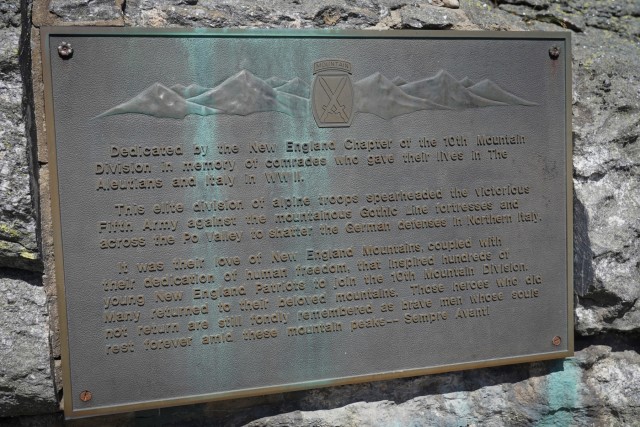 MOUNTAIN
Dedicated by the New England Chapter of the 10th Mountain
Division in memory of comrades who gave their lives in The
Aleutians and Italy in WW II.
This elite division of alpine troops spearheaded the victorious
Fifth Army against the mountainous Gothic Line fortresses and
across the Po Valley to shatter the German defenses in Northern Italy.
It was their love of New England Mountains coupled with
their dedication of human freedom, that inspired hundreds of
young New England Patriots to join the 10th Mountain Division.
Many returned to their beloved mountains. Those heroes who did
not return are still fondly remembered as brave men whose souls
rest forever amid these mountain peaks-- Sempre Avanti